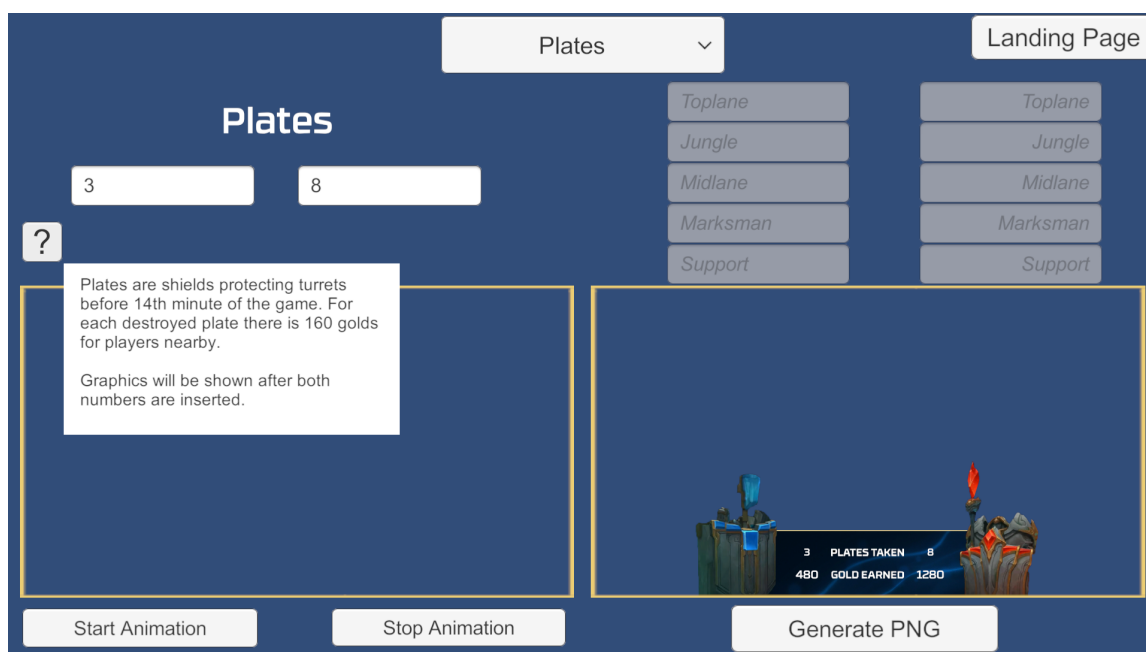 Plates
Landing Page
Plates
3 8
?
Plates are shields protecting turrets
before 14th minute of the game. For
each destroyed plate there is 160 golds
for players nearby.
Graphics will be shown after both
numbers are inserted.
Toplane Toplane
Jungle Jungle
Midlane Midlane
Marksman Marksman
Support Support
3 PLATES TAKEN 8
480 GOLD EARNED 1280
Start Animation
Stop Animation
Generate PNG